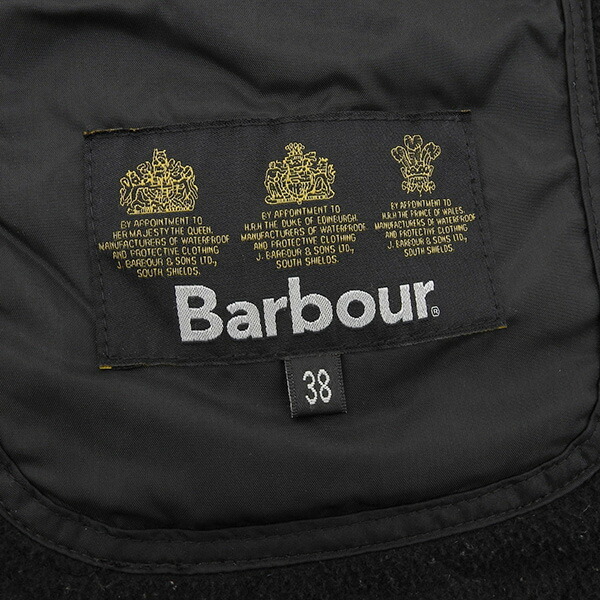 BY APPOINTMENT TO
HER MAJESTY THE QUEEN,
MANUFACTURERS OF WATERPROOF
AND PROTECTIVE CLOTHING
J. BARBOUR & SONS LTD.,
SOUTH SHIELDS.
BY APPOINTMENT TO
H.R.H. THE DUKE OF EDINBURGH,
MANUFACTURERS OF WATERPROOF
AND PROTECTIVE CLOTHING
J. BARBOUR & SONS LTD.,
SOUTH SHIELDS.
BY APPOINTMENT TO
H.R.H. THE PRINCE OF WALES,
MANUFACTURERS OF WATERPROOF
AND PROTECTIVE CLOTHING
J. BARBOUR & SONS LTD.,
SOUTH SHIELDS.
Barbour®
38